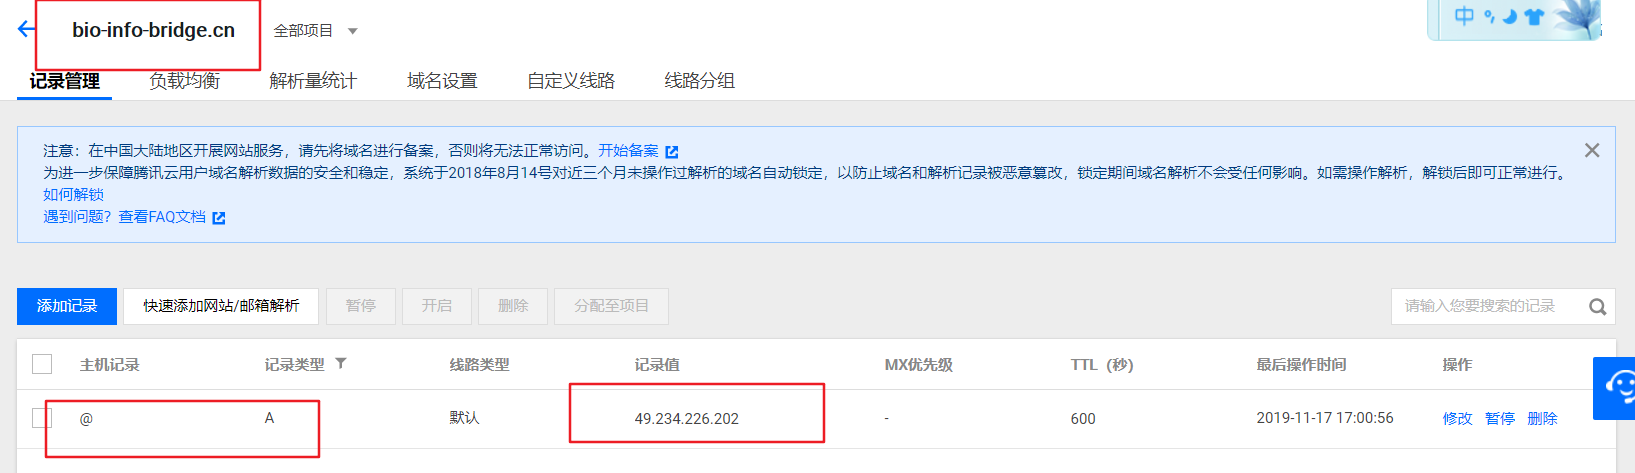 bio-info-bridge.cn 全部项目
中
记录管理 负载均衡 解析量统计 域名设置 自定义线路 线路分组
注意：在中国大陆地区开展网站服务，请先将域名进行备案，否则将无法正常访问。开始备案
为进一步保障腾讯云用户域名解析数据的安全和稳定，系统于2018年8月14号对近三个月未操作过解析的域名自动锁定，以防止域名和解析记录被恶意篡改，锁定期间域名解析不会受任何影响。如需操作解析，解锁后即可正常进行。
如何解锁
遇到问题？查看FAQ文档
添加记录 快速添加网站/邮箱解析 暂停 开启 删除 分配至项目 请输入您要搜索的记录
主机记录 记录类型 线路类型 记录值 MX优先级 TTL（秒） 最后操作时间 操作
@ A 默认 49.234.226.202 - 600 2019-11-17 17:00:56 修改 暂停 删除